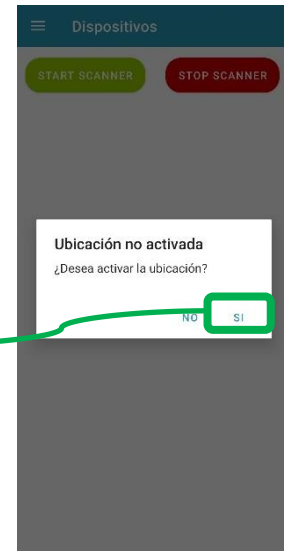 Dispositivos
START SCANNER STOP SCANNER
Ubicación no activada
¿Desea activar la ubicación?
NO SI